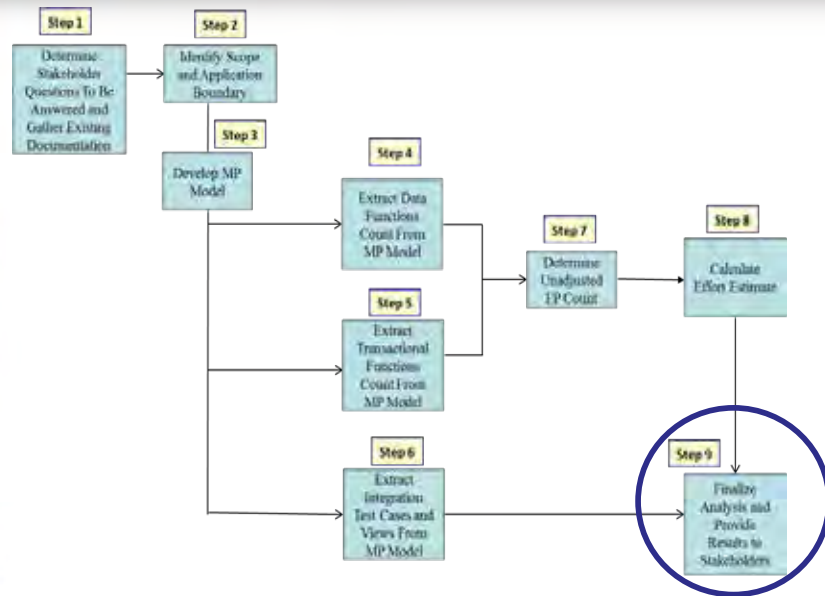 Step 1
Determine
Stakeholder
Questions To Be
Answered and
Gather Existing
Documentation
Step 2
Identify Scope
and Application
Boundary
Step 3
Develop MP
Model
Step 4
Extract Data
Functions
Count From
MP Model
Step 5
Extract
Transactional
Functions
Count From
MP Model
Step 6
Extract
Integration
Test Cases and
Views From
MP Model
Step 7
Determine
Unadjusted
FP Count
Step 8
Calculate
Effort Estimate
Step 9
Finalize
Analysis and
Provide
Results to
Stakeholders